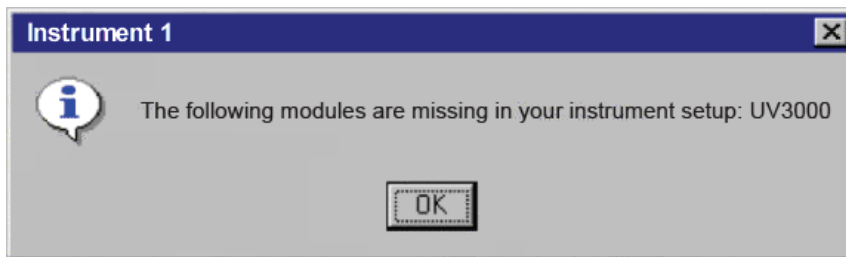 Instrument 1
The following modules are missing in your instrument setup: UV3000
OK